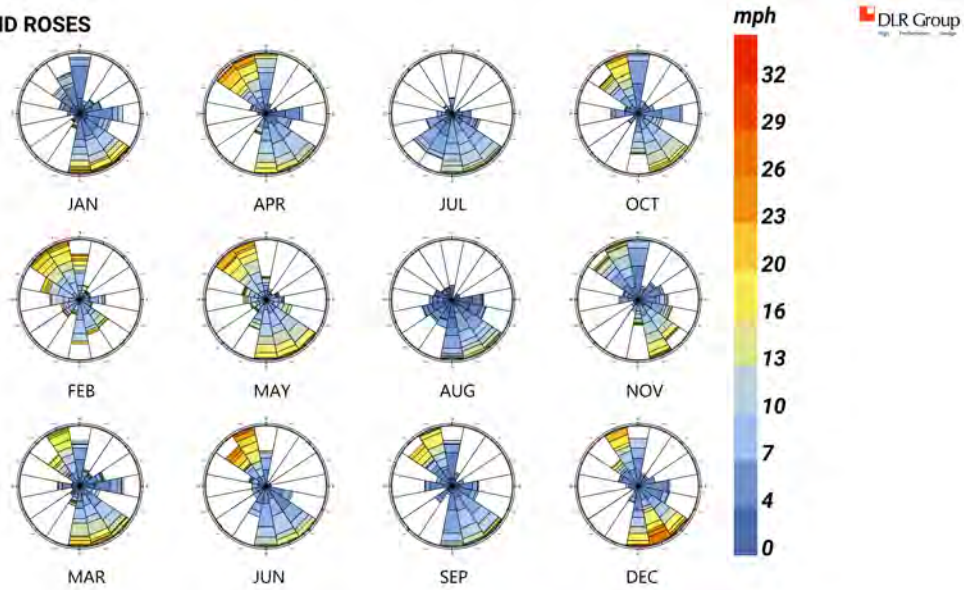 ND ROSES
mph
DLR Group
JAN
APR
JUL
OCT
FEB
MAY
AUG
NOV
MAR
JUN
SEP
DEC
32
29
26
23
20
16
13
10
7
4
0